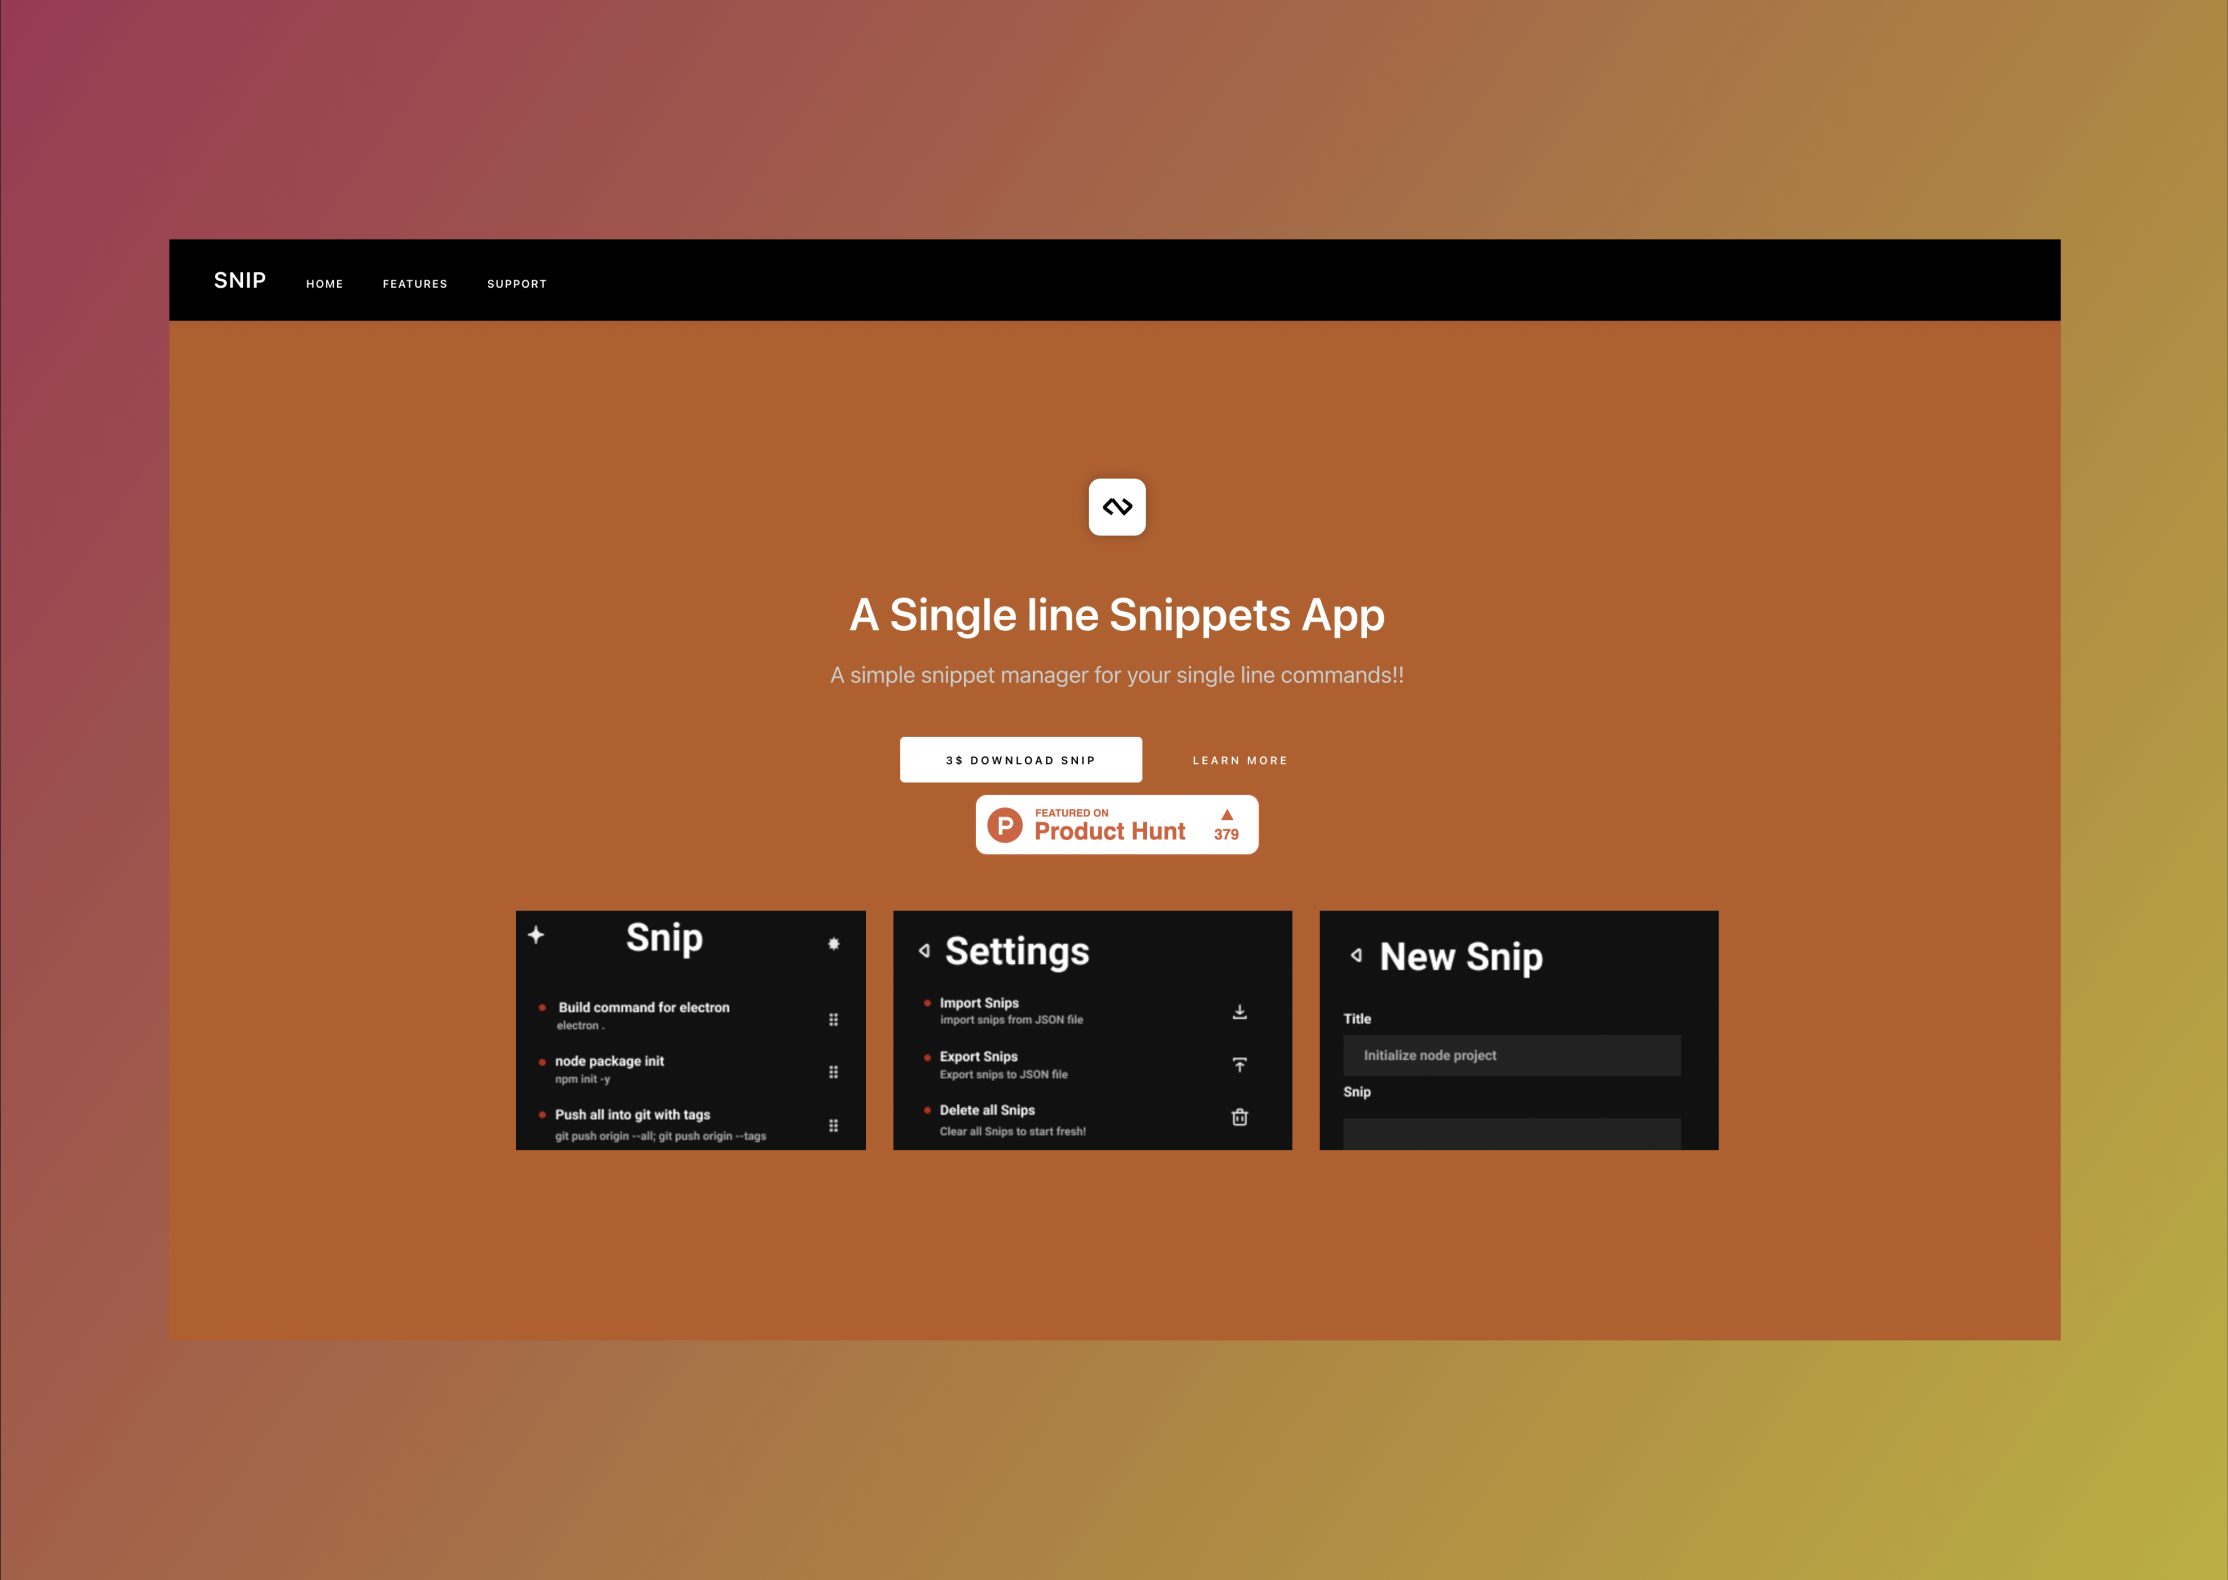 SNIP HOME FEATURES SUPPORT
A Single line Snippets App
A simple snippet manager for your single line commands!!
3$ DOWNLOAD SNIP LEARN MORE
P FEATURED ON
Product Hunt 379
Snip
Build command for electron
electron .
node package init
npm init -y
Push all into git with tags
git push origin --all; git push origin --tags
Settings
Import Snips
import snips from JSON file
Export Snips
Export snips to JSON file
Delete all Snips
Clear all Snips to start fresh!
New Snip
Title
Initialize node project
Snip